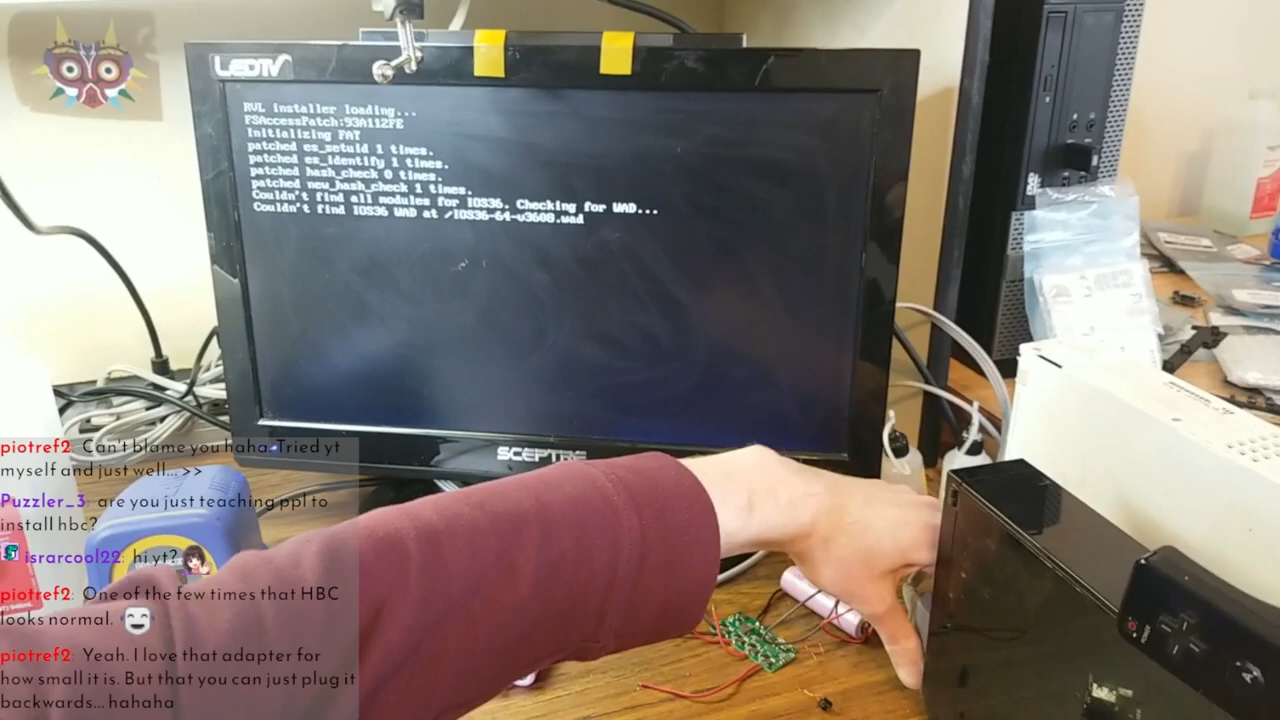 LEDTV
RVL installer loading...
FSAccessPatch:93A112FE
Initializing FAT
patched es_setuid 1 times.
patched es_identify 1 times.
patched hash_check 0 times.
patched new_hash_check 1 times.
Couldn't find all modules for IOS36. Checking for WAD...
Couldn't find IOS36 WAD at /IOS36-64-v3608.wad
SCEPTRE
piotref2: Can't blame you haha. Tried yt
myself and just well... >>
Puzzler_3: are you just teaching ppl to
install hbc?
israrcool22: hi yt?
piotref2: One of the few times that HBC
looks normal.
piotref2: Yeah. I love that adapter for
how small it is. But that you can just plug it
backwards... hahaha
A